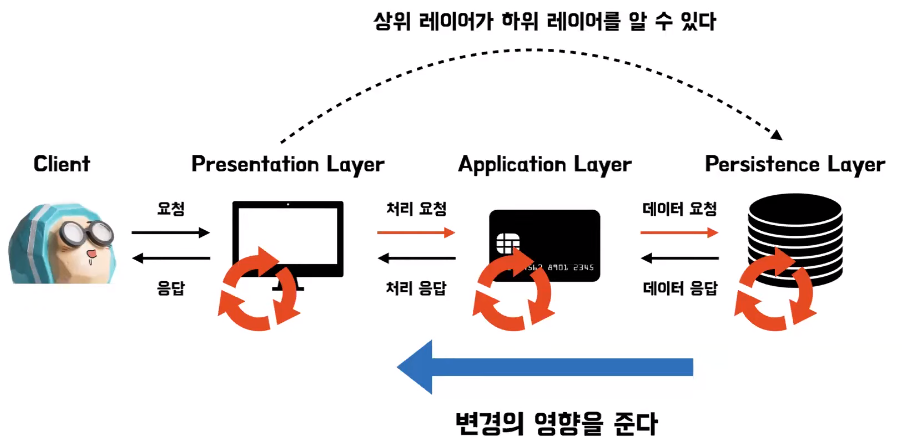 상위 레이어가 하위 레이어를 알 수 있다
Client
Presentation Layer
Application Layer
Persistence Layer
요청
처리 요청
데이터 요청
8901 2345
응답
처리 응답
데이터 응답
변경의 영향을 준다